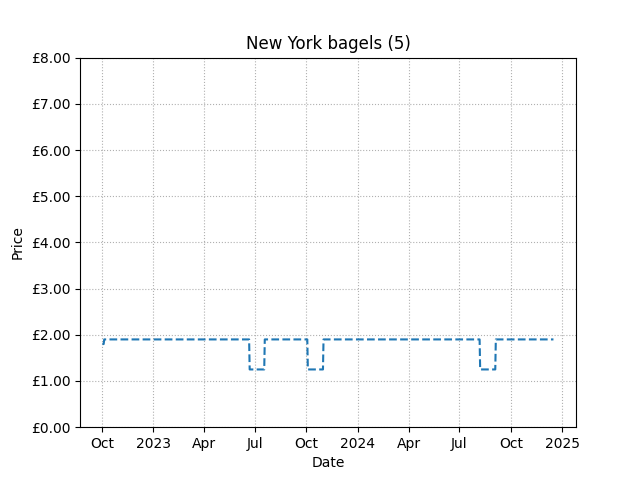 New York bagels (5)
£8.00
£7.00
£6.00
£5.00
£4.00
£3.00
£2.00
£1.00
£0.00
Price
Oct 2023 Apr Jul Oct 2024 Apr Jul Oct 2025
Date